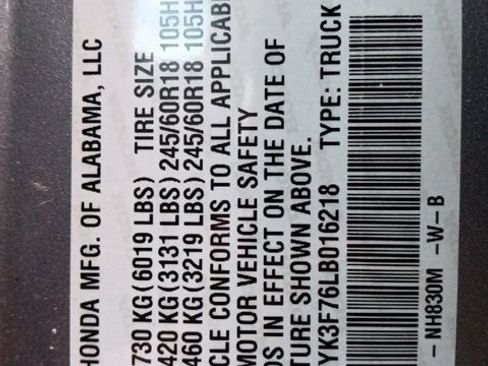 HONDA MFG. OF ALABAMA, LLC
730 KG(6019 LBS) TIRE SIZE
420 KG(3131 LBS) 245/60R18 105H
460 KG(3219 LBS) 245/60R18 105H
CLE CONFORMS TO ALL APPLICABL
MOTOR VEHICLE SAFETY
DS IN EFFECT ON THE DATE OF
TURE SHOWN ABOVE.
YK3F76LB016218 TYPE: TRUCK
- NH830M -W-B